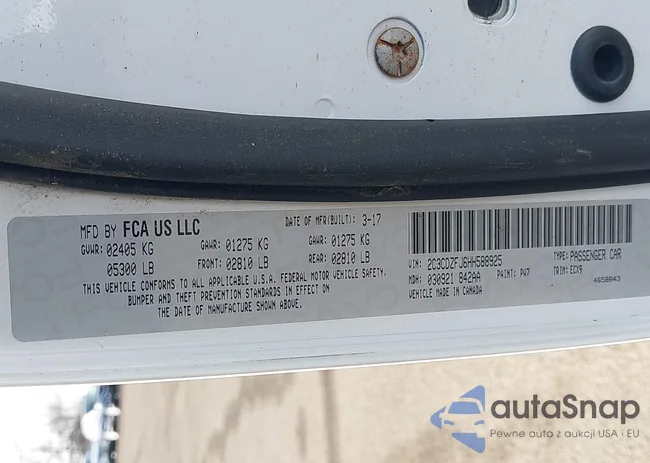 MFD BY FCA US LLC
DATE OF MFR(BUILT): 3-17
GVWR: 02405 KG GAWR: 01275 KG GAWR: 01275 KG
05300 LB FRONT: 02810 LB REAR: 02810 LB
THIS VEHICLE CONFORMS TO ALL APPLICABLE U.S.A. FEDERAL MOTOR VEHICLE SAFETY,
BUMPER AND THEFT PREVENTION STANDARDS IN EFFECT ON
THE DATE OF MANUFACTURE SHOWN ABOVE.
VIN: 2C3CDZFJ6HH588925 TYPE: PASSENGER CAR
MDH: 030921 842AA PAINT: PW7 TRIM: ECX9
VEHICLE MADE IN CANADA 4658843
autaSnap
Pewne auta z aukcji USA i EU